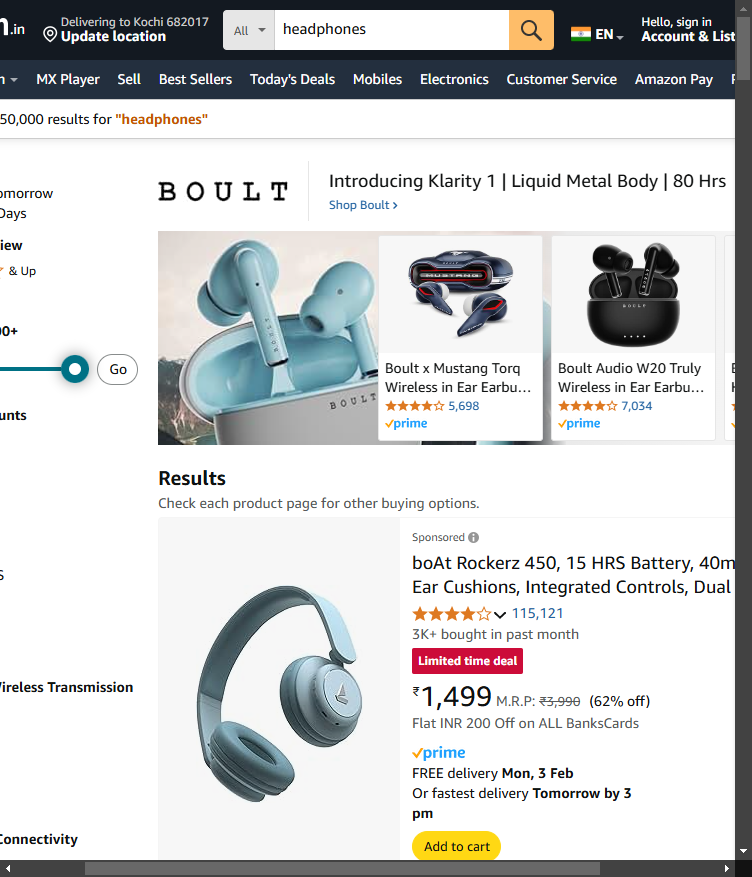 .in
Delivering to Kochi 682017
Update location
All
headphones
EN
Hello, sign in
Account & List
MX Player
Sell
Best Sellers
Today's Deals
Mobiles
Electronics
Customer Service
Amazon Pay
50,000 results for "headphones"
omorrow
Days
iew
& Up
00+
Go
unts
S
Wireless Transmission
Connectivity
BOULT
Introducing Klarity 1 | Liquid Metal Body | 80 Hrs
Shop Boult ›
BOULT
BOULT
MUSTANG
Boult x Mustang Torq
Wireless in Ear Earbu...
5,698
prime
BOULT
Boult Audio W20 Truly
Wireless in Ear Earbu...
7,034
prime
Results
Check each product page for other buying options.
Sponsored
boAt Rockerz 450, 15 HRS Battery, 40m
Ear Cushions, Integrated Controls, Dual
115,121
3K+ bought in past month
Limited time deal
₹1,499 M.R.P: ₹3,990 (62% off)
Flat INR 200 Off on ALL BanksCards
prime
FREE delivery Mon, 3 Feb
Or fastest delivery Tomorrow by 3
pm
Add to cart